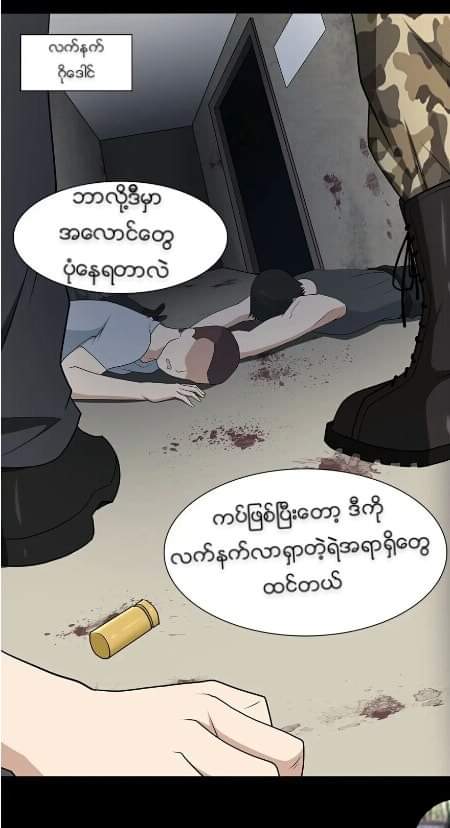 လက်နက်
ဂိုဒေါင်
ဘာလို့ဒီမှာ
အလောင်တွေ
ပုံနေရတာလဲ
ကပ်ဖြစ်ပြီးတော့ ဒီကို
လက်နက်လာရှာတဲ့ရဲအရာရှိတွေ
ထင်တယ်